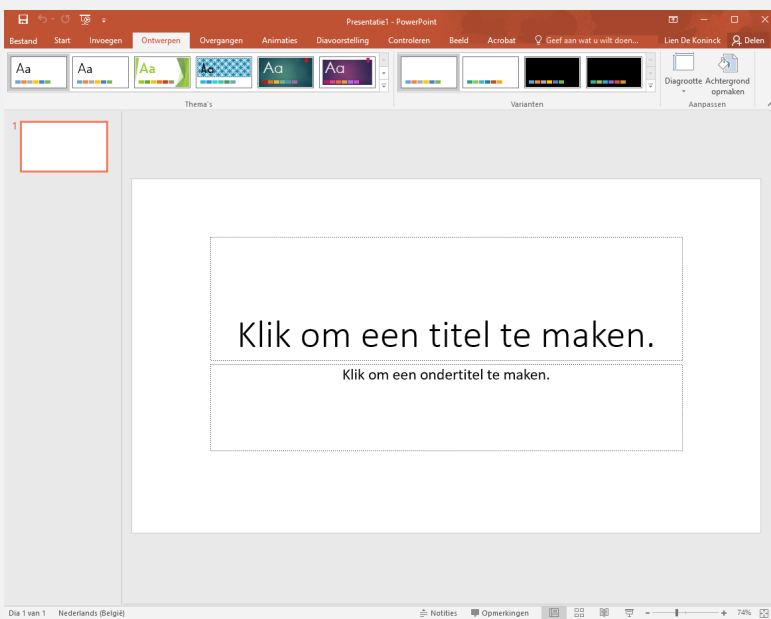 Presentatie1 - PowerPoint
Bestand Start Invoegen Ontwerpen Overgangen Animaties Diavoorstelling Controleren Beeld Acrobat Geef aan wat u wilt doen... Lien De Koninck Delen
Aa Aa Aa Aa Aa Aa
Diagrootte Achtergrond
opmaken
Thema's Varianten Aanpassen
1
Klik om een titel te maken.
Klik om een ondertitel te maken.
Dia 1 van 1 Nederlands (België) Notities Opmerkingen 74%